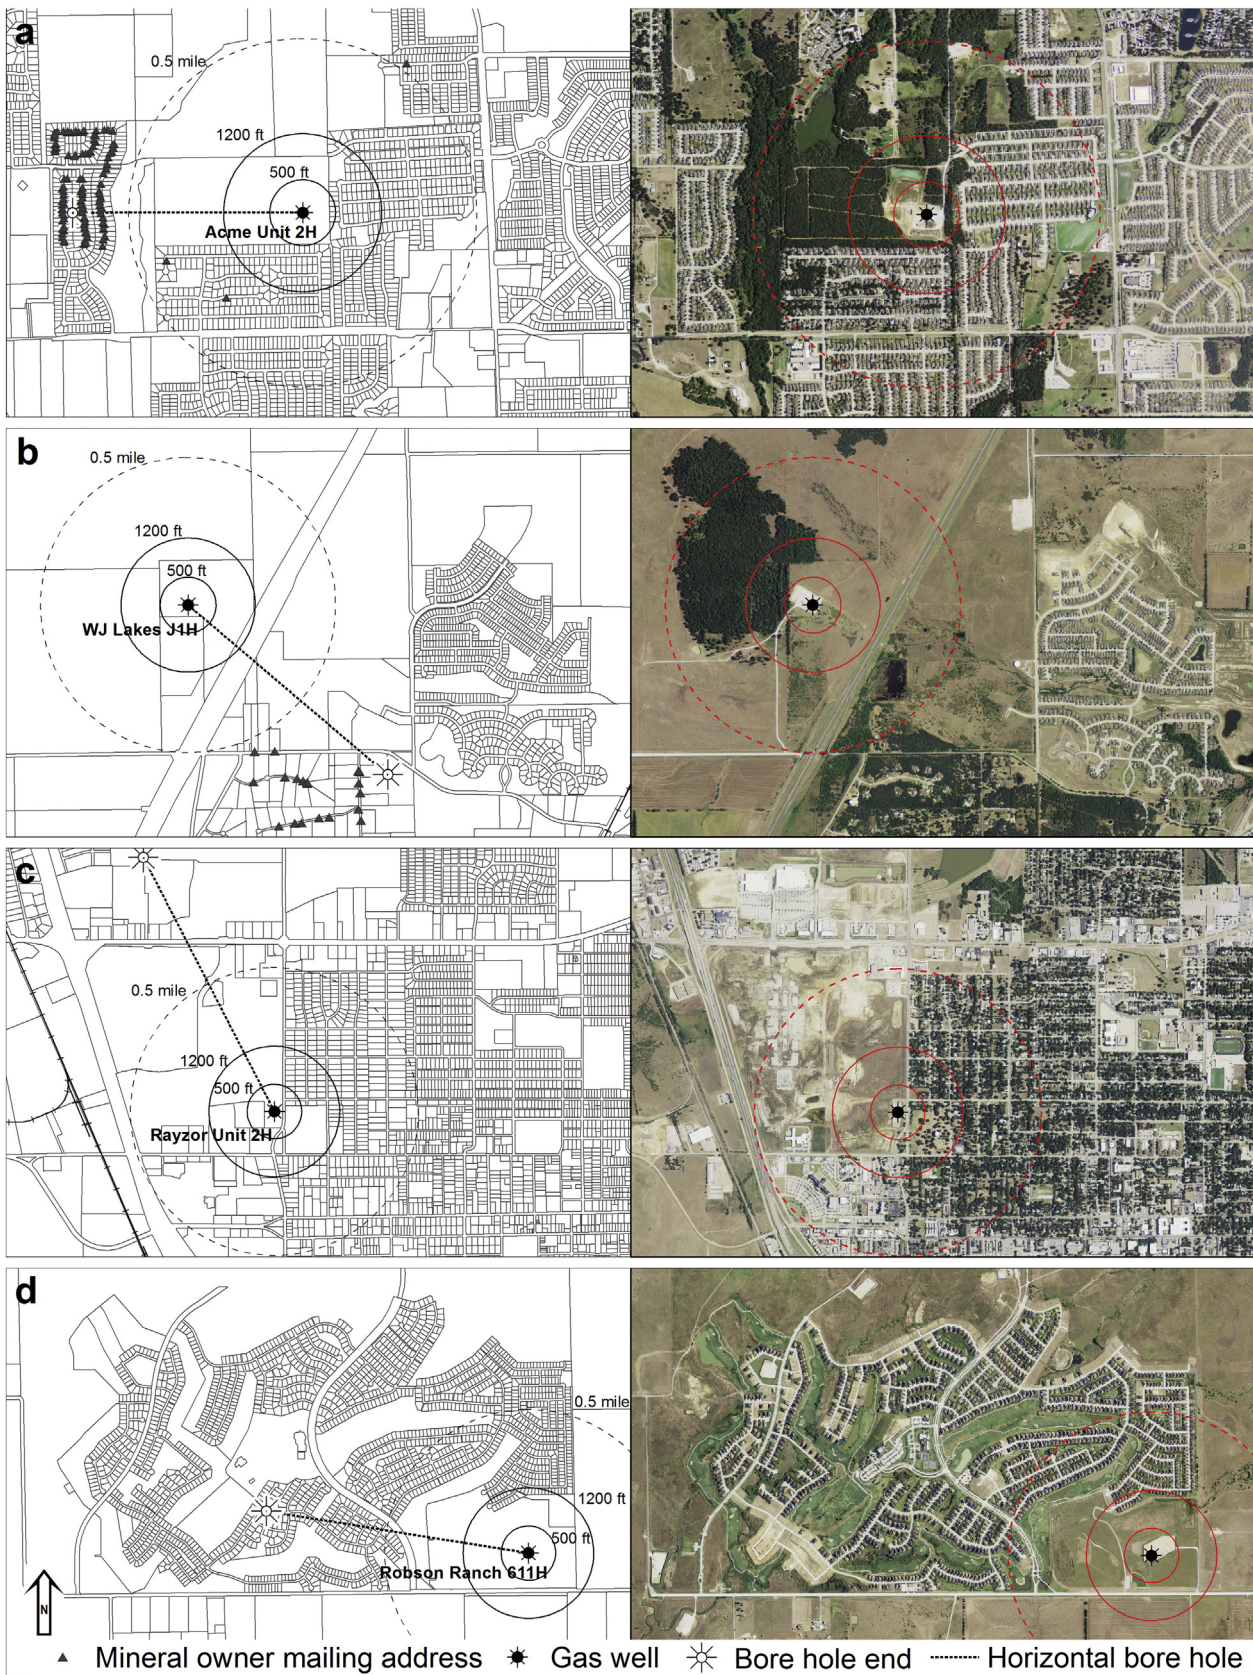 a
0.5 mile
1200 ft
500 ft
Acme Unit 2H
b
0.5 mile
1200 ft
500 ft
WJ Lakes J1H
c
0.5 mile
1200 ft
500 ft
Rayzor Unit 2H
d
0.5 mile
1200 ft
500 ft
Robson Ranch 611H
N
Mineral owner mailing address Gas well Bore hole end Horizontal bore hole